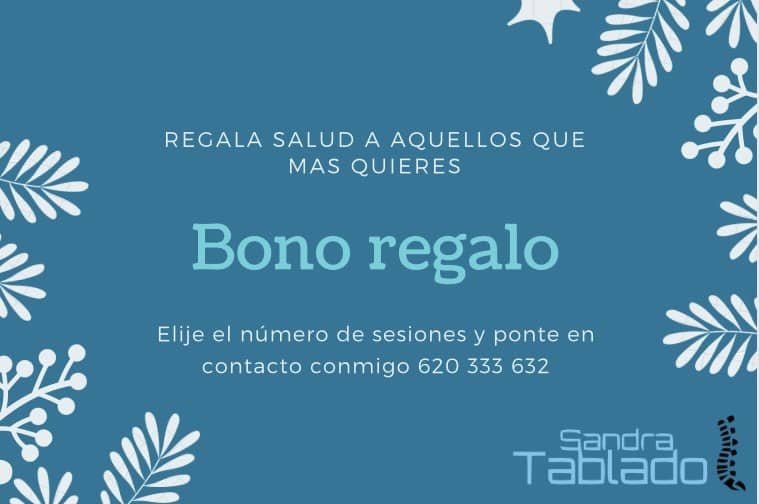 REGALA SALUD A AQUELLOS QUE
MAS QUIERES
Bono regalo
Elije el número de sesiones y ponte en
contacto conmigo 620 333 632
Sandra
Tablado